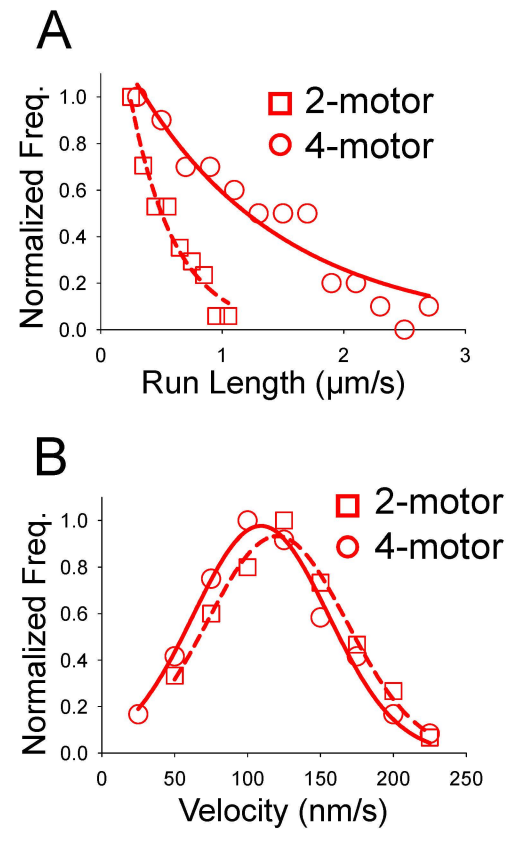 A
Normalized Freq.
1.0
0.8
0.6
0.4
0.2
0.0
2-motor
4-motor
0 1 2 3
Run Length (μm/s)
B
Normalized Freq.
1.0
0.8
0.6
0.4
0.2
0.0
2-motor
4-motor
0 50 100 150 200 250
Velocity (nm/s)